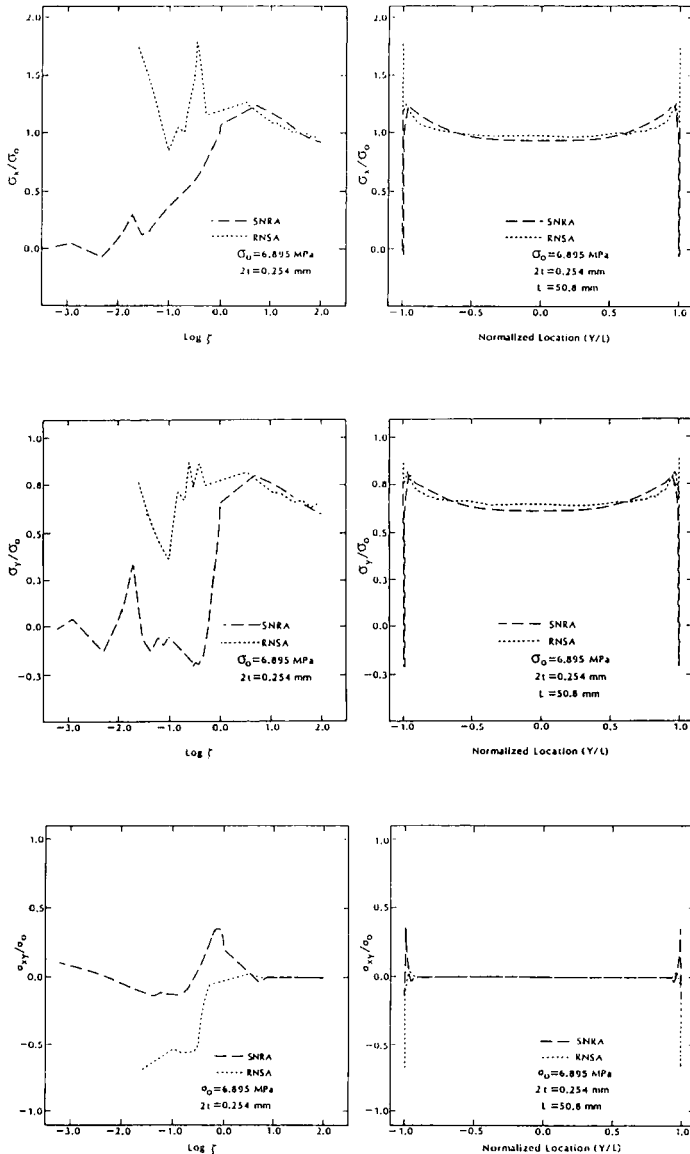 2.0
1.5
1.0
0.5
0.0
σx/σo
SNRA
RNSA
σo=6.895 MPa
2t=0.254 mm
−3.0 −2.0 −1.0 0.0 1.0 2.0
Log ζ
2.0
1.5
1.0
0.5
0.0
σx/σo
SNRA
RNSA
σo=6.895 MPa
2t=0.254 mm
L=50.8 mm
−1.0 −0.5 0.0 0.5 1.0
Normalized Location (Y/L)
1.0
0.8
0.6
0.3
0.0
−0.3
σy/σo
SNRA
RNSA
σo=6.895 MPa
2t=0.254 mm
−3.0 −2.0 −1.0 0.0 1.0 2.0
Log ζ
1.0
0.8
0.6
0.3
0.0
−0.3
σy/σo
SNRA
RNSA
σo=6.895 MPa
2t=0.254 mm
L=50.8 mm
−1.0 −0.5 0.0 0.5 1.0
Normalized Location (Y/L)
1.0
0.5
0.0
−0.5
−1.0
σxy/σo
SNRA
RNSA
σo=6.895 MPa
2t=0.254 mm
−3.0 −2.0 −1.0 0.0 1.0 2.0
Log ζ
1.0
0.5
0.0
−0.5
−1.0
σxy/σo
SNRA
RNSA
σo=6.895 MPa
2t=0.254 mm
L=50.8 mm
−1.0 −0.5 0.0 0.5 1.0
Normalized Location (Y/L)